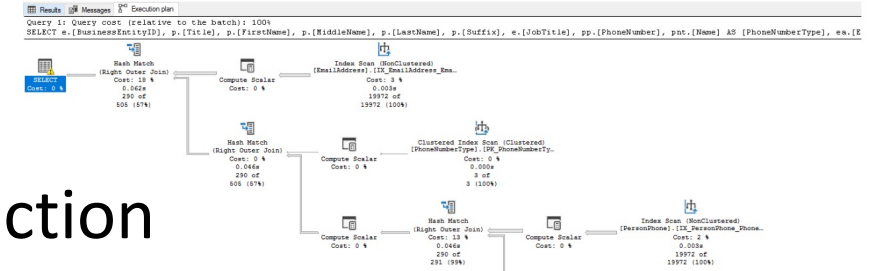 Results Messages Execution plan
Query 1: Query cost (relative to the batch): 100%
SELECT e.[BusinessEntityID], p.[Title], p.[FirstName], p.[MiddleName], p.[LastName], p.[Suffix], e.[JobTitle], pp.[PhoneNumber], pnt.[Name] AS [PhoneNumberType], ea.[E
SELECT
Cost: 0 %
Hash Match
(Right Outer Join)
Cost: 18 %
0.062s
290 of
505 (57%)
Compute Scalar
Cost: 0 %
Index Scan (NonClustered)
[EmailAddress].[IX_EmailAddress_Ema…
Cost: 3 %
0.003s
19972 of
19972 (100%)
Hash Match
(Right Outer Join)
Cost: 0 %
0.046s
290 of
505 (57%)
Compute Scalar
Cost: 0 %
Clustered Index Scan (Clustered)
[PhoneNumberType].[PK_PhoneNumberTy…
Cost: 0 %
0.000s
3 of
3 (100%)
ction
Compute Scalar
Cost: 0 %
Hash Match
(Right Outer Join)
Cost: 13 %
0.046s
290 of
291 (99%)
Compute Scalar
Cost: 0 %
Index Scan (NonClustered)
[PersonPhone].[IX_PersonPhone_Phone…
Cost: 2 %
0.003s
19972 of
19972 (100%)